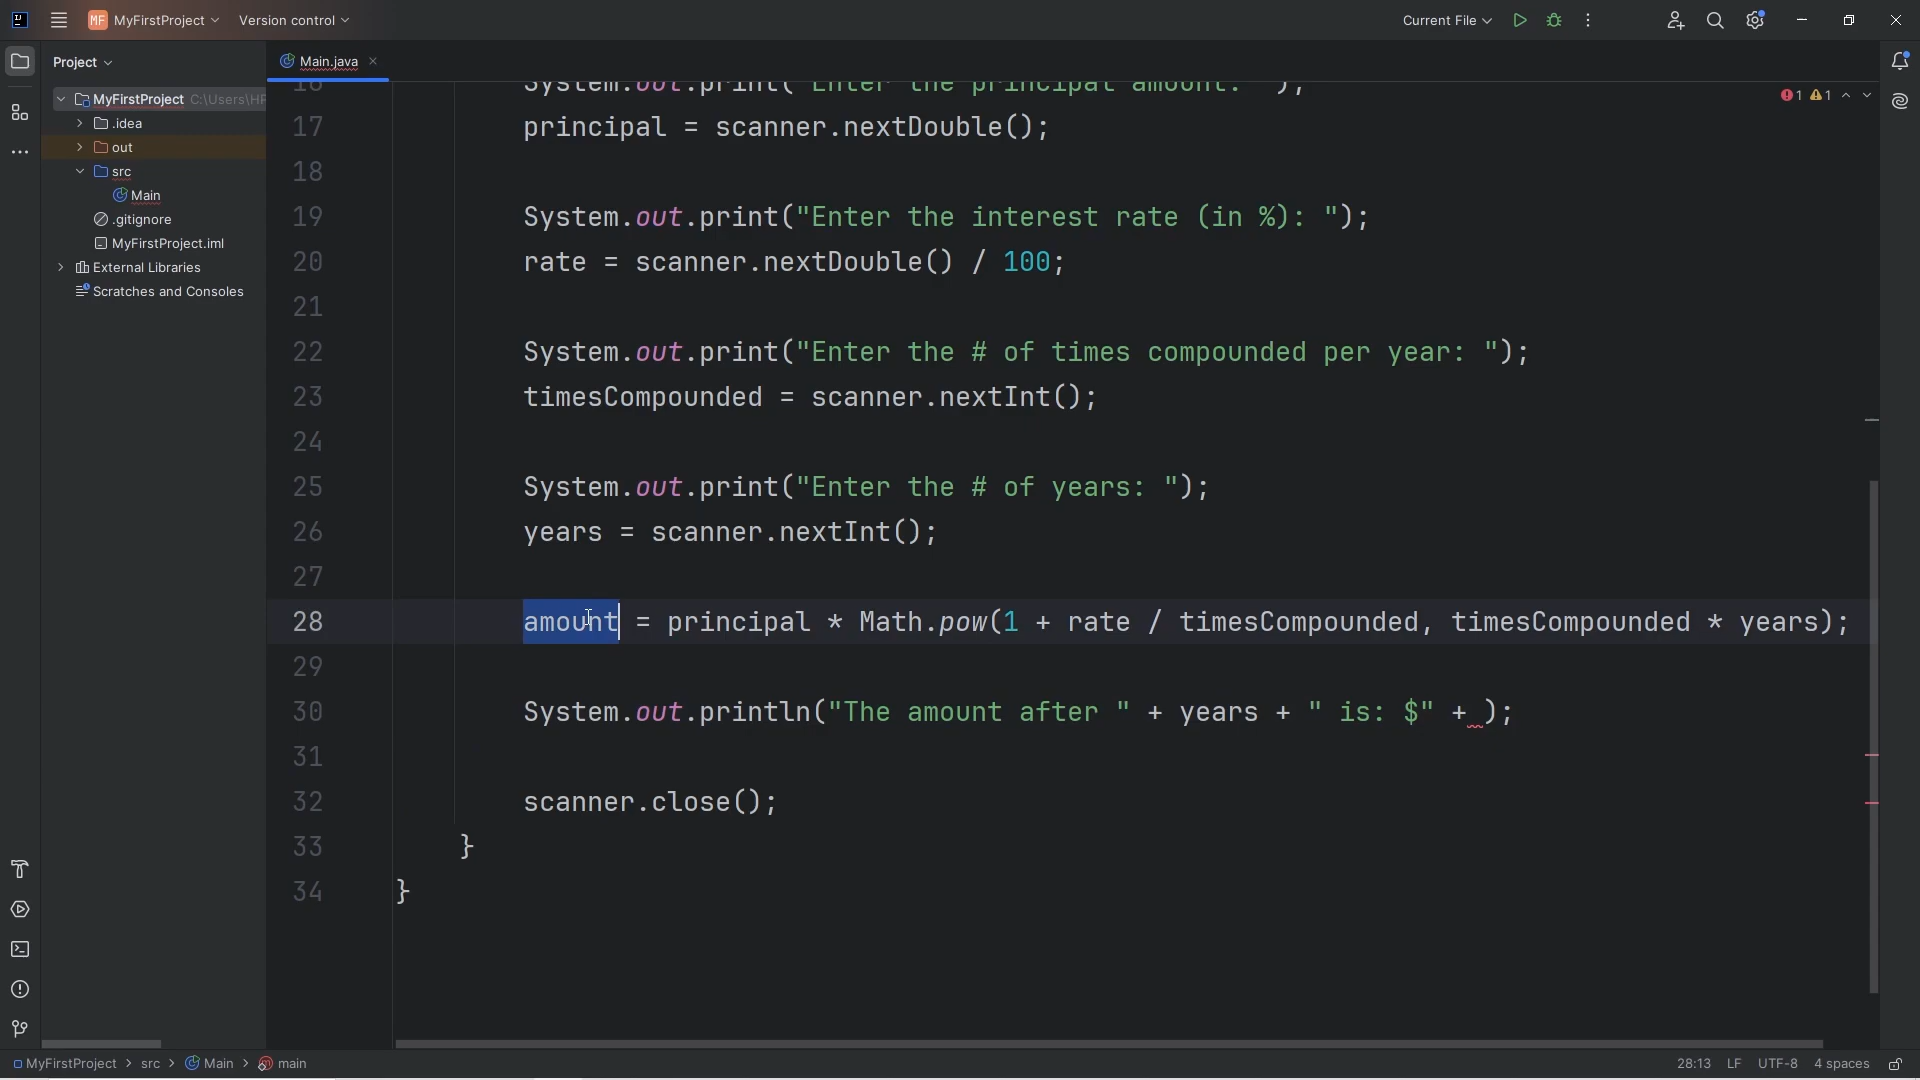 MF MyFirstProject
Version control
Current File
Project
Main.java
MyFirstProject C:\Users\HP
.idea
out
src
Main
.gitignore
MyFirstProject.iml
External Libraries
Scratches and Consoles
1 1
16 System.out.print("Enter the principal amount: ");
17 principal = scanner.nextDouble();
18
19 System.out.print("Enter the interest rate (in %): ");
20 rate = scanner.nextDouble() / 100;
21
22 System.out.print("Enter the # of times compounded per year: ");
23 timesCompounded = scanner.nextInt();
24
25 System.out.print("Enter the # of years: ");
26 years = scanner.nextInt();
27
28 amount = principal * Math.pow(1 + rate / timesCompounded, timesCompounded * years);
29
30 System.out.println("The amount after " + years + " is: $" + );
31
32 scanner.close();
33 }
34 }
MyFirstProject > src > Main > main
28:13 LF UTF-8 4 spaces